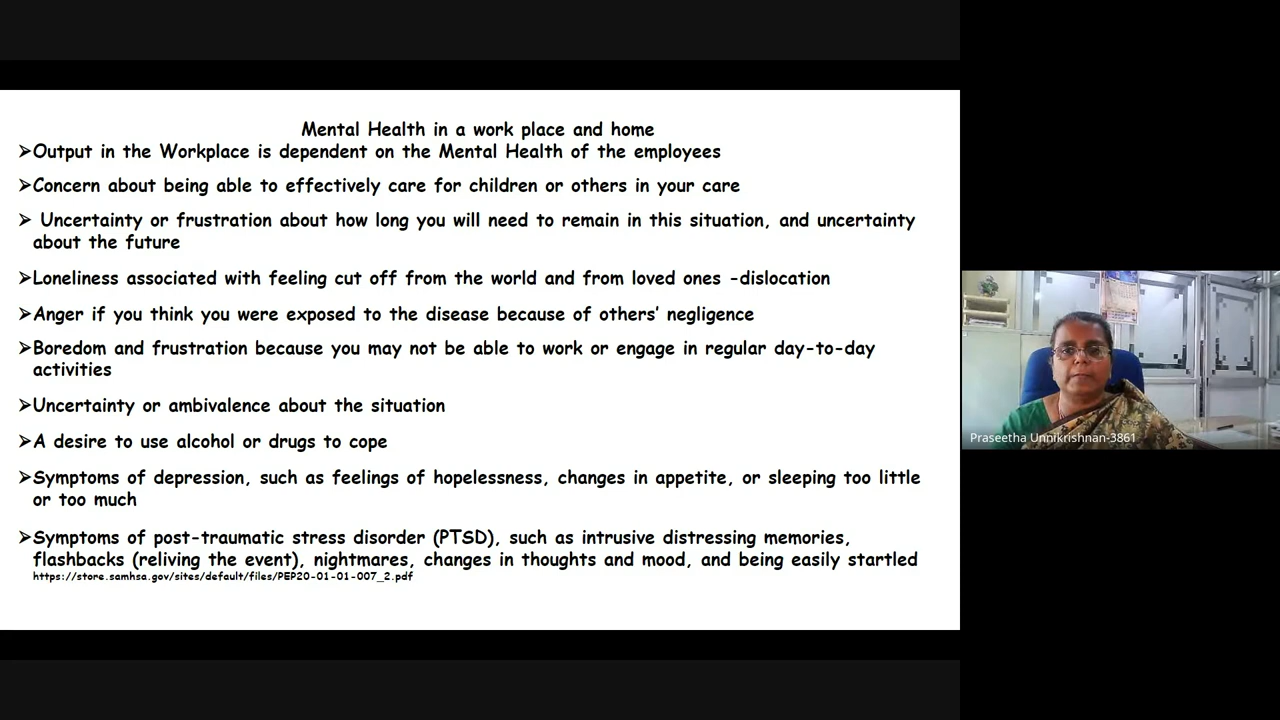 Mental Health in a work place and home
➢Output in the Workplace is dependent on the Mental Health of the employees
➢Concern about being able to effectively care for children or others in your care
➢ Uncertainty or frustration about how long you will need to remain in this situation, and uncertainty
about the future
➢Loneliness associated with feeling cut off from the world and from loved ones -dislocation
➢Anger if you think you were exposed to the disease because of others’ negligence
➢Boredom and frustration because you may not be able to work or engage in regular day-to-day
activities
➢Uncertainty or ambivalence about the situation
➢A desire to use alcohol or drugs to cope
➢Symptoms of depression, such as feelings of hopelessness, changes in appetite, or sleeping too little
or too much
➢Symptoms of post-traumatic stress disorder (PTSD), such as intrusive distressing memories,
flashbacks (reliving the event), nightmares, changes in thoughts and mood, and being easily startled
https://store.samhsa.gov/sites/default/files/PEP20-01-01-007_2.pdf
Praseetha Unnikrishnan-3861